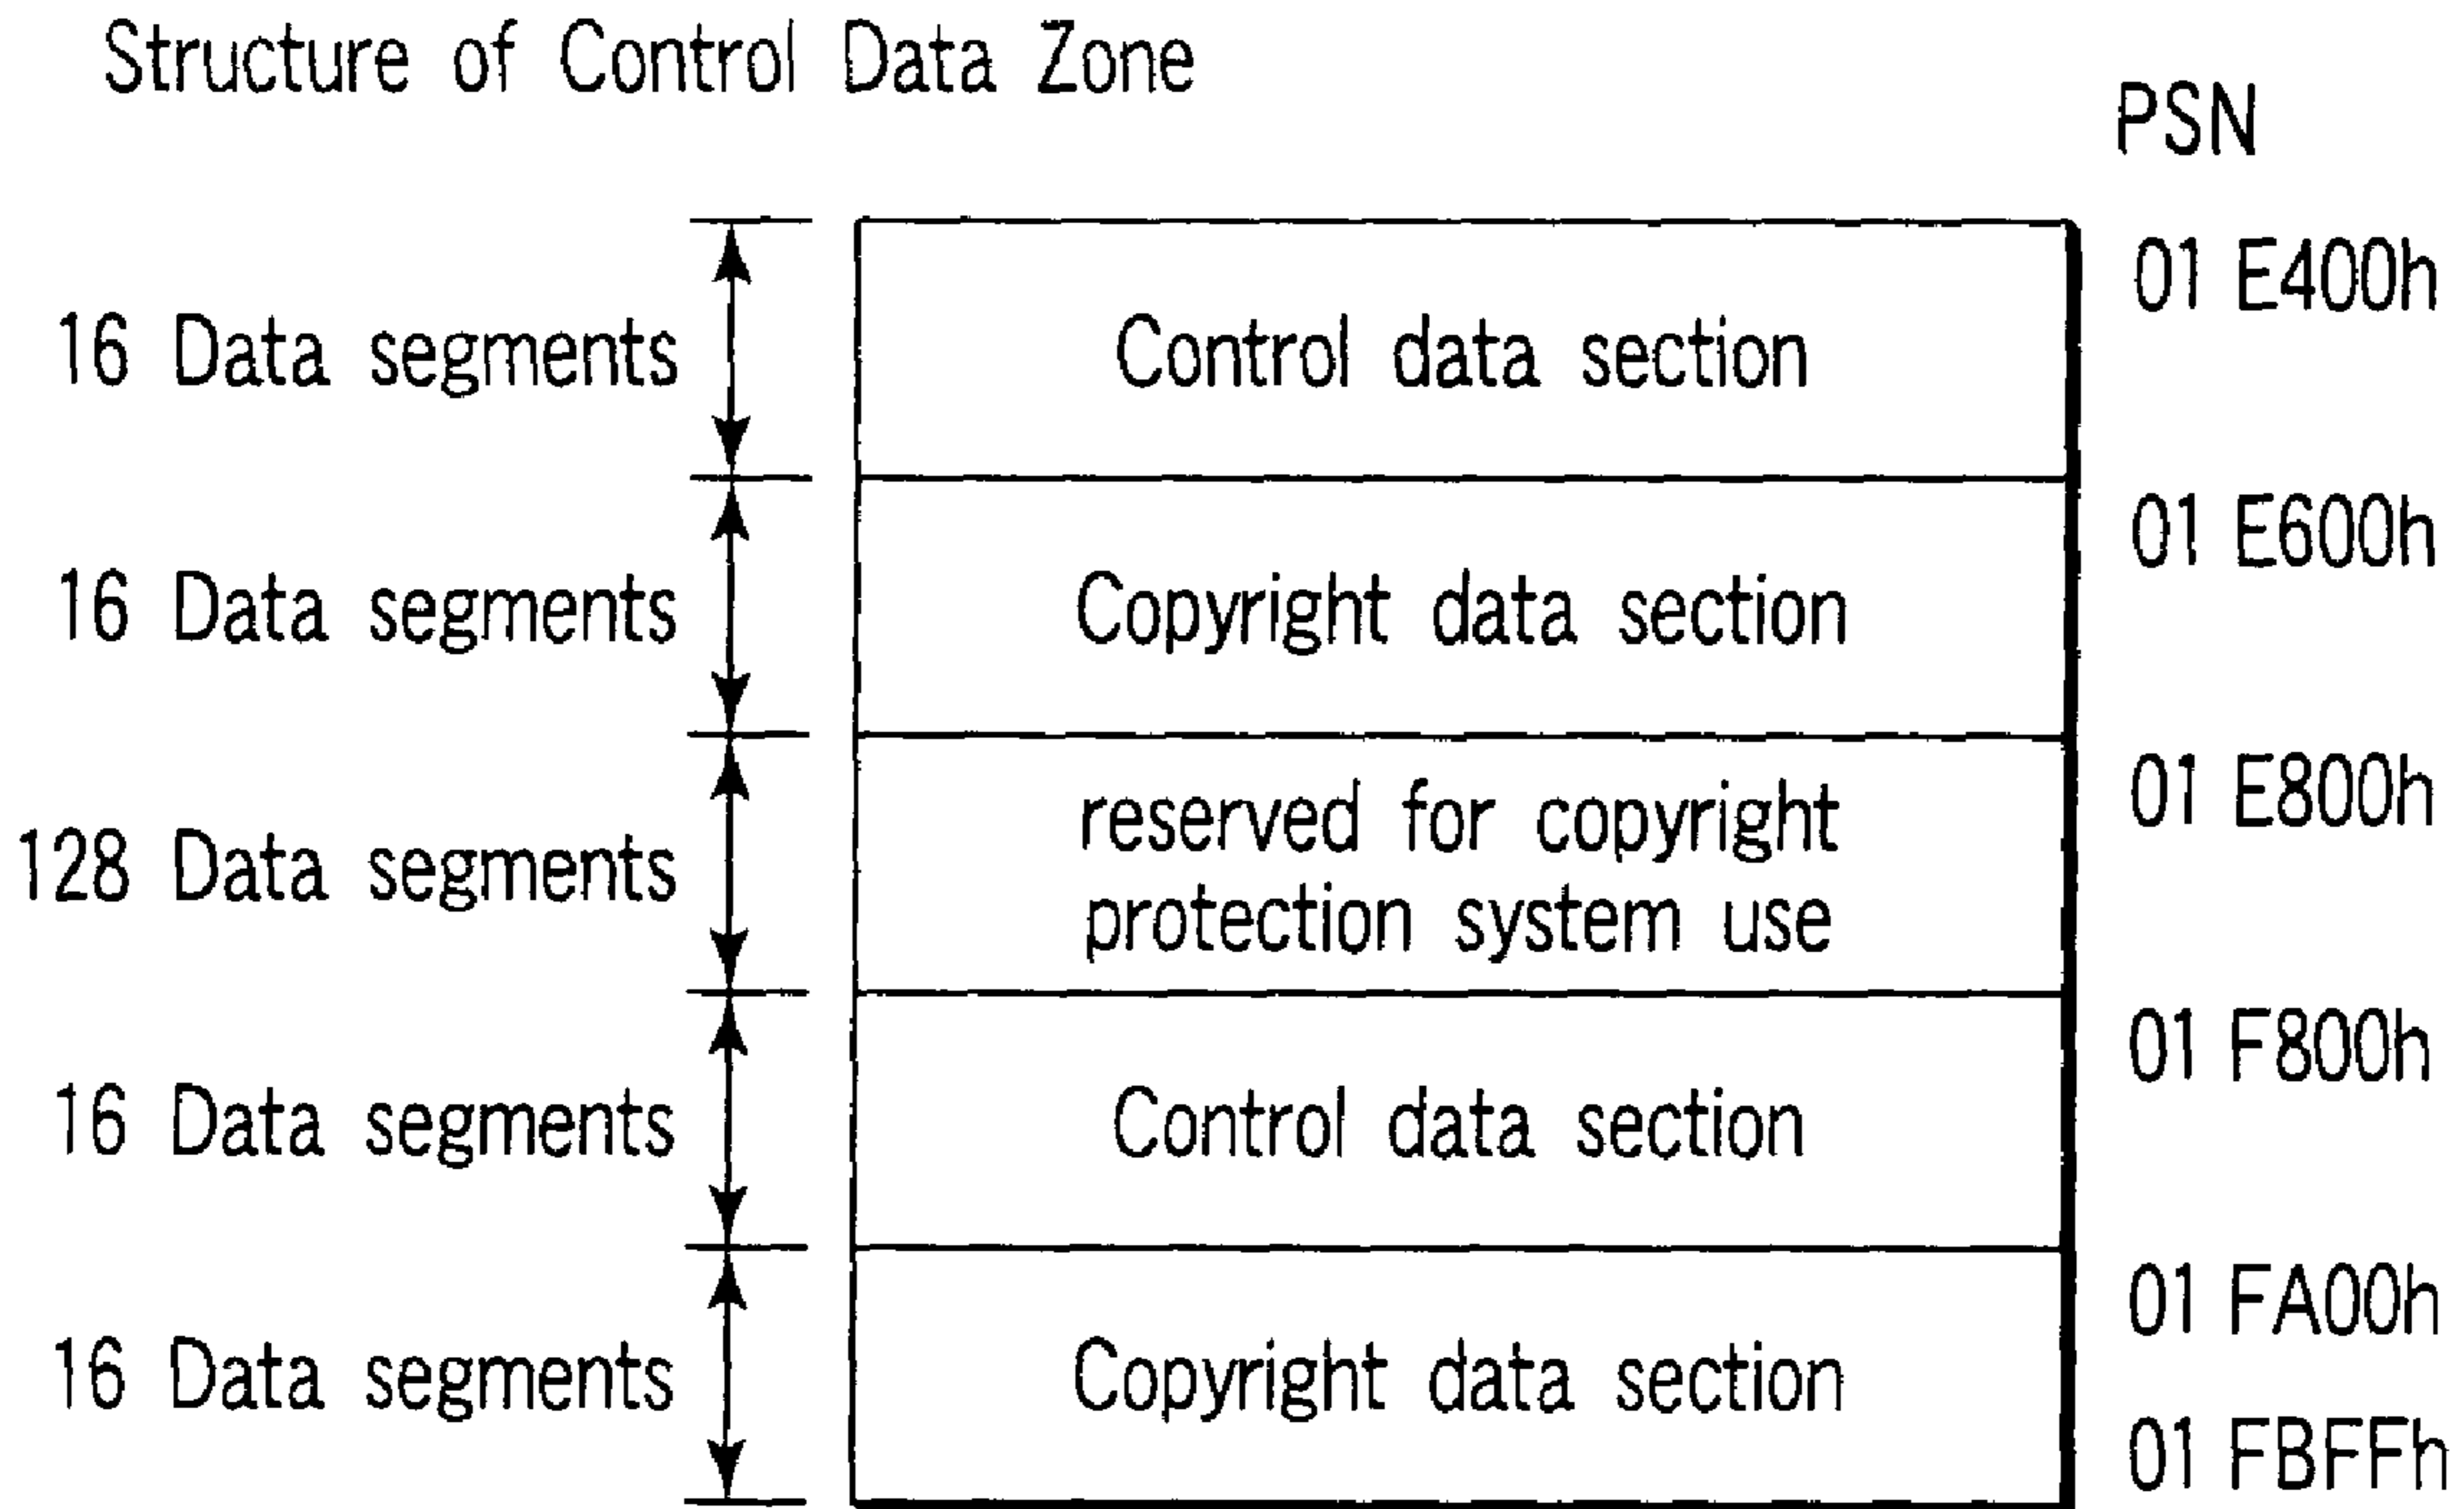 Structure of Control Data Zone
PSN
01 E400h
16 Data segments
Control data section
01 E600h
16 Data segments
Copyright data section
01 E800h
128 Data segments
reserved for copyright
protection system use
01 F800h
16 Data segments
Control data section
01 FA00h
16 Data segments
Copyright data section
01 FBFFh